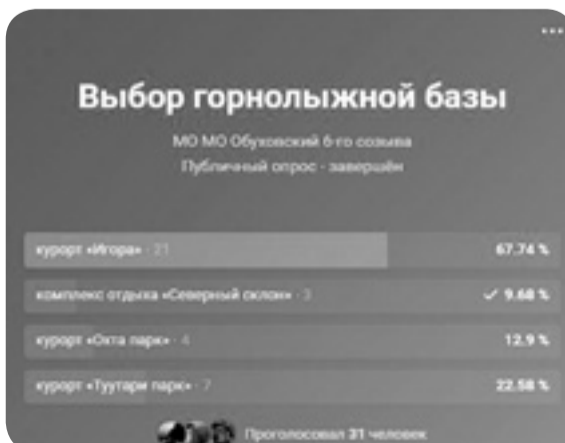 Выбор горнолыжной базы
МО МО Обуховский 6-го созыва
Публичный опрос - завершён
курорт «Игора» · 21 67.74 %
комплекс отдыха «Северный склон» · 3 ✓ 9.68 %
курорт «Охта парк» · 4 12.9 %
курорт «Туутари парк» · 7 22.58 %
Проголосовал 31 человек